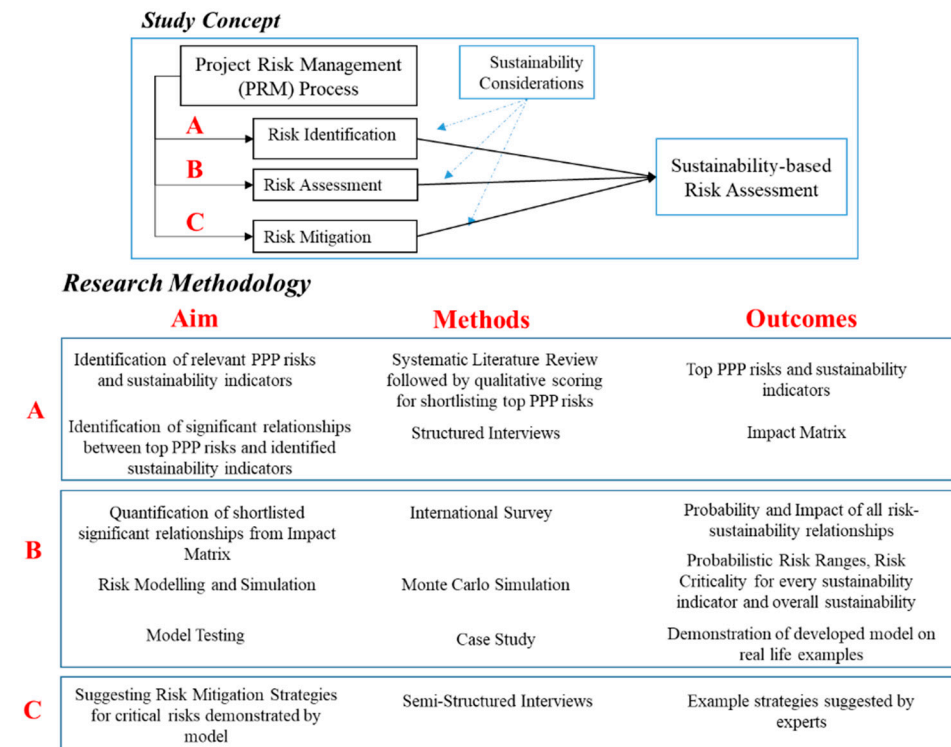 Study Concept
Project Risk Management
(PRM) Process
Sustainability
Considerations
A
Risk Identification
B
Risk Assessment
C
Risk Mitigation
Sustainability-based
Risk Assessment
Research Methodology
Aim
Methods
Outcomes
A
Identification of relevant PPP risks
and sustainability indicators
Systematic Literature Review
followed by qualitative scoring
for shortlisting top PPP risks
Top PPP risks and sustainability
indicators
Identification of significant relationships
between top PPP risks and identified
sustainability indicators
Structured Interviews
Impact Matrix
B
Quantification of shortlisted
significant relationships from Impact
Matrix
International Survey
Probability and Impact of all risk-
sustainability relationships
Risk Modelling and Simulation
Monte Carlo Simulation
Probabilistic Risk Ranges, Risk
Criticality for every sustainability
indicator and overall sustainability
Model Testing
Case Study
Demonstration of developed model on
real life examples
C
Suggesting Risk Mitigation Strategies
for critical risks demonstrated by
model
Semi-Structured Interviews
Example strategies suggested by
experts